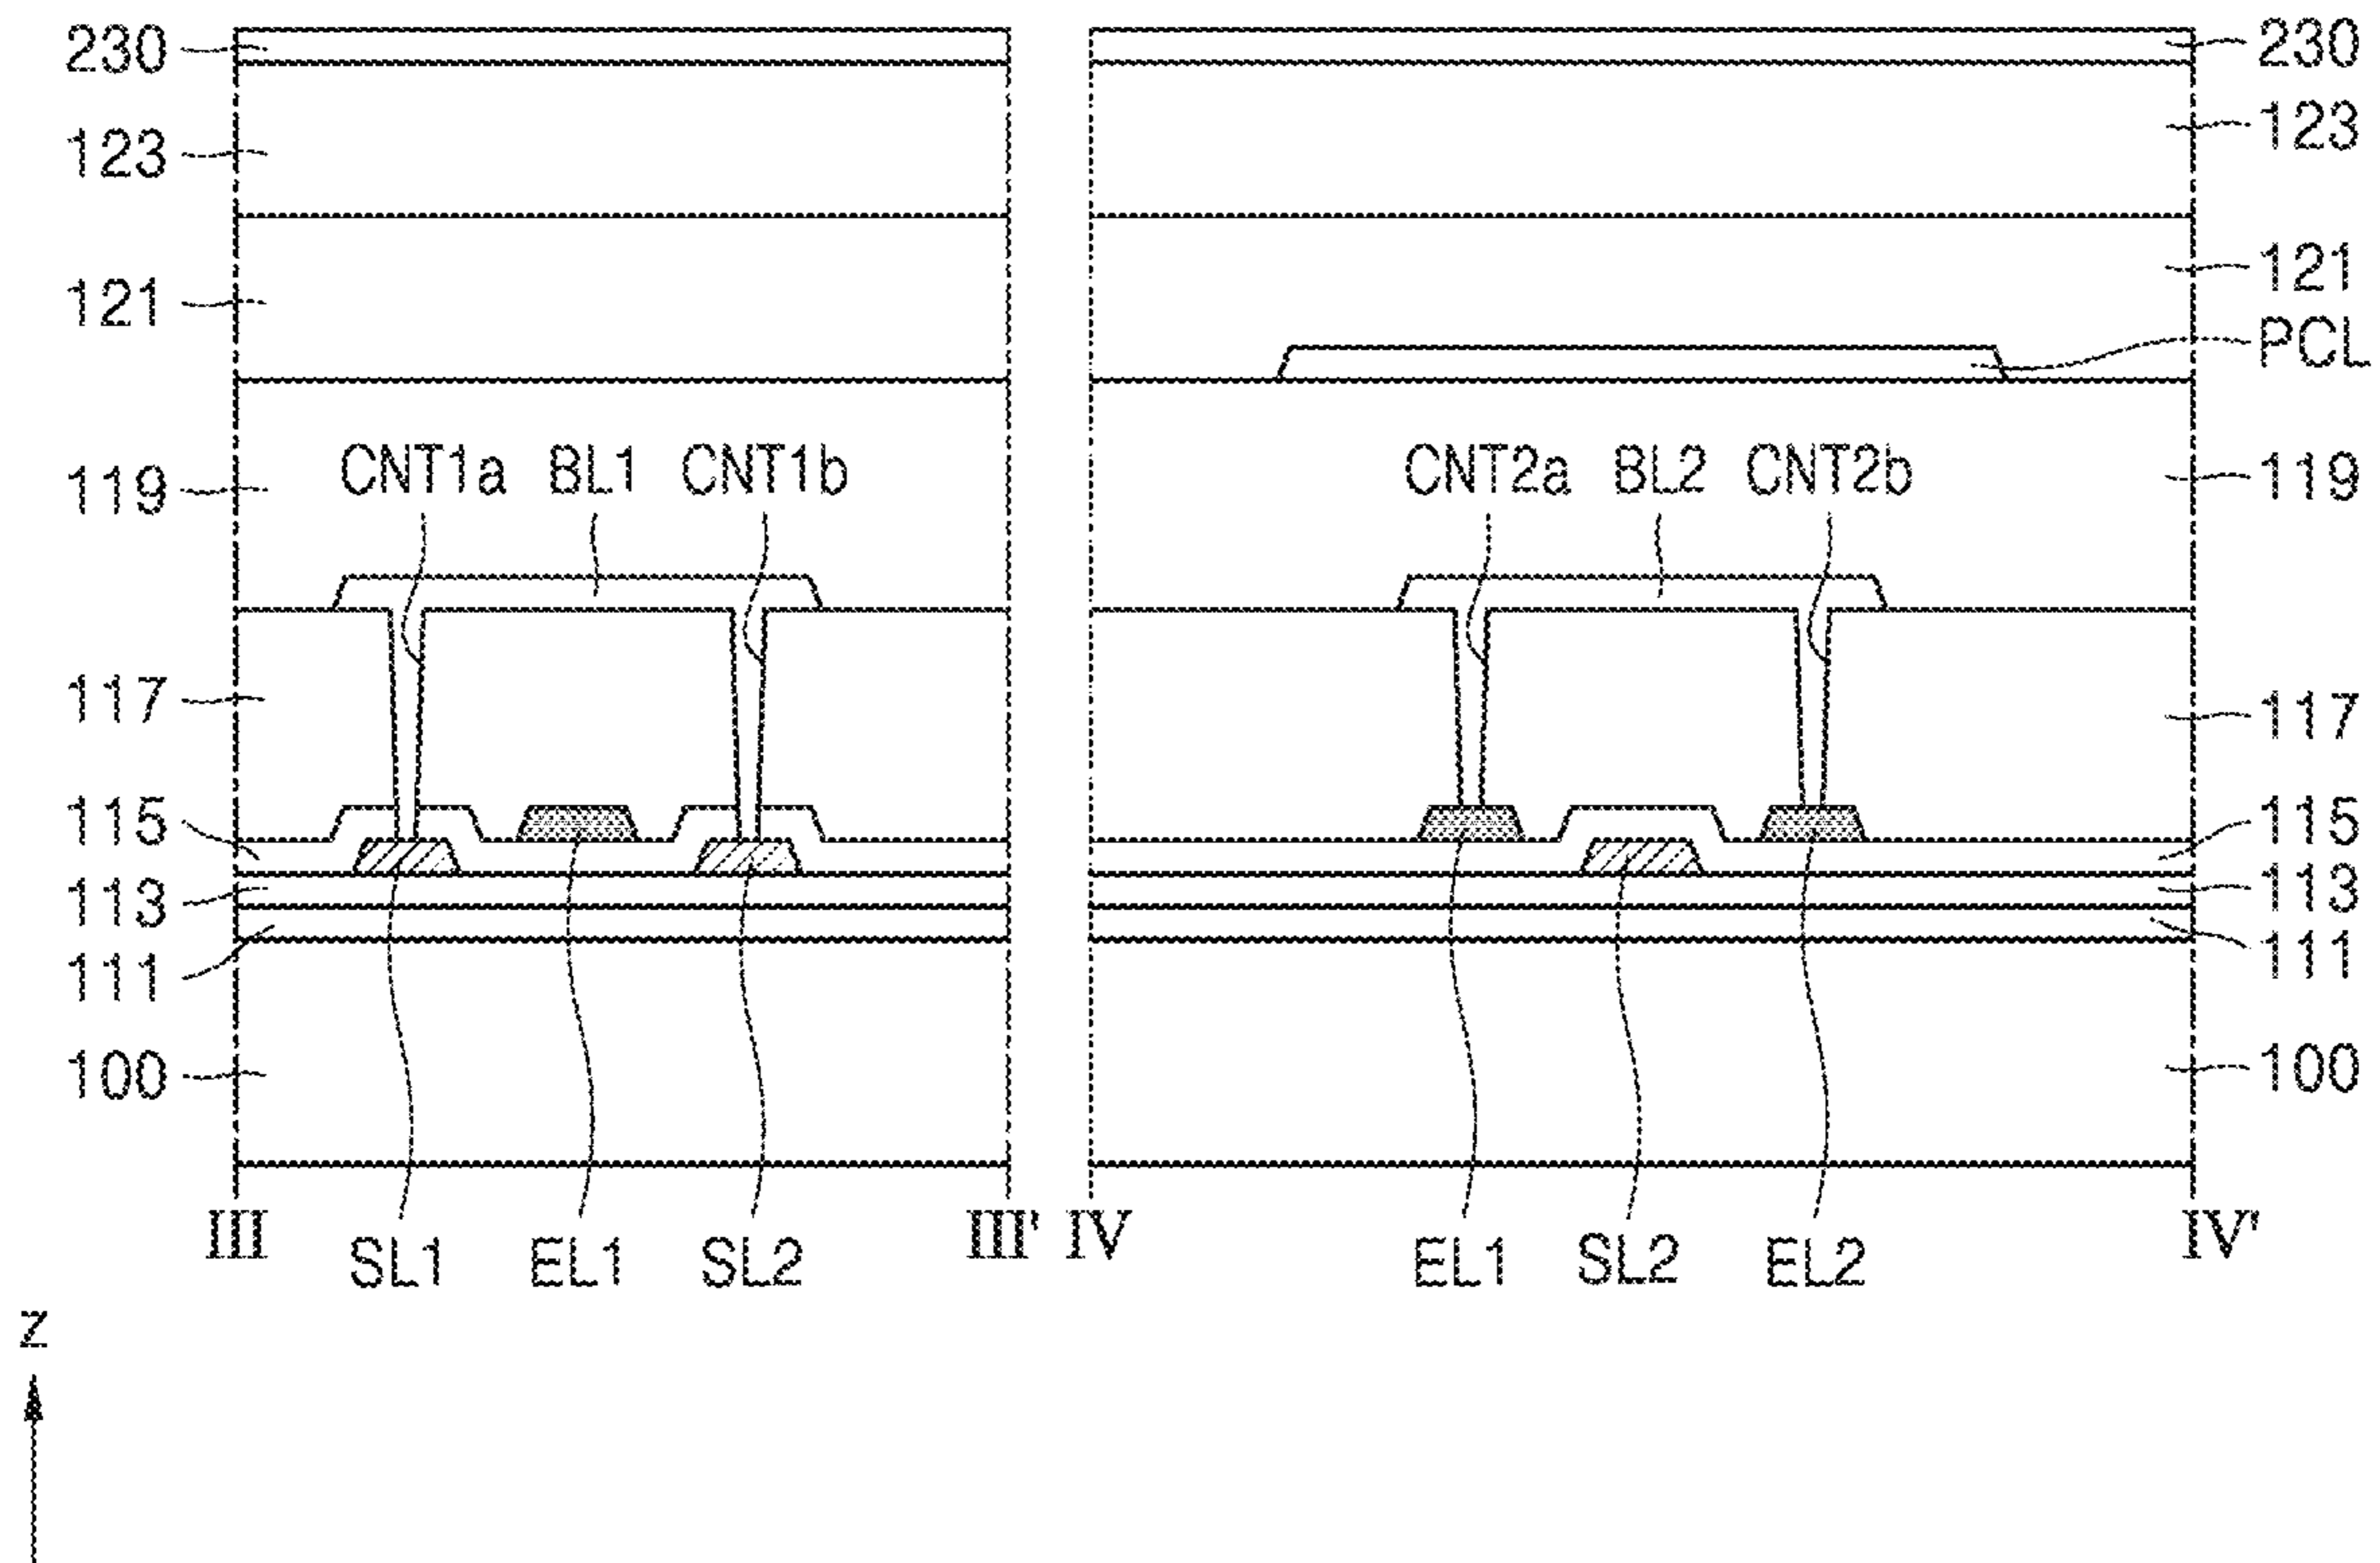 230
230
123
123
121
121
PCL
CNT1a BL1 CNT1b
CNT2a BL2 CNT2b
119
119
117
117
115
115
113
113
111
111
100
100
III
III'
IV
IV'
SL1
EL1
SL2
EL1
SL2
EL2
z